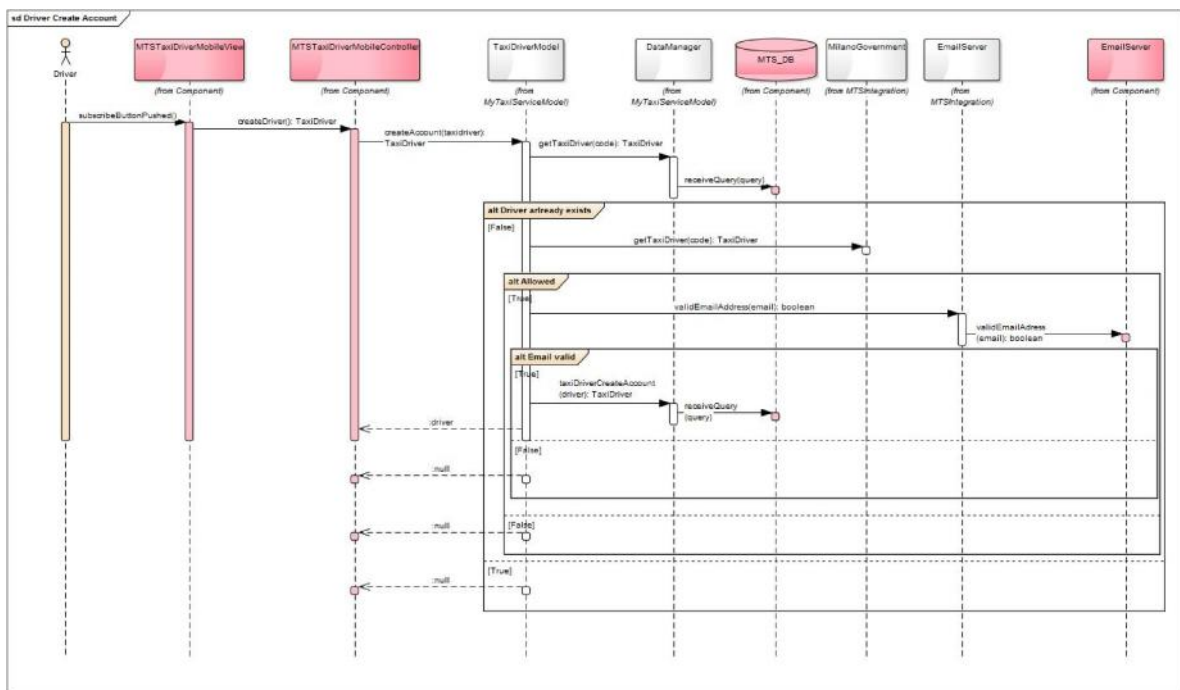 sd Driver Create Account
Driver
MTSTaxiDriverMobileView
(from Component)
MTSTaxiDriverMobileController
(from Component)
TaxiDriverModel
(from
MyTaxiServiceModel)
DataManager
(from
MyTaxiServiceModel)
MTS_DB
(from Component)
MilanoGovernment
(from MTSIntegration)
EmailServer
(from
MTSIntegration)
EmailServer
(from Component)
subscribeButtonPushed()
createDriver(): TaxiDriver
createAccount(taxidriver):
TaxiDriver
getTaxiDriver(code): TaxiDriver
receiveQuery(query)
alt Driver arlready exists
[False]
getTaxiDriver(code): TaxiDriver
alt Allowed
[True]
validEmailAddress(email): boolean
validEmailAdress
(email): boolean
alt Email valid
[True]
taxiDriverCreateAccount
(driver): TaxiDriver
receiveQuery
(query)
:driver
[False]
:null
[False]
:null
[True]
:null